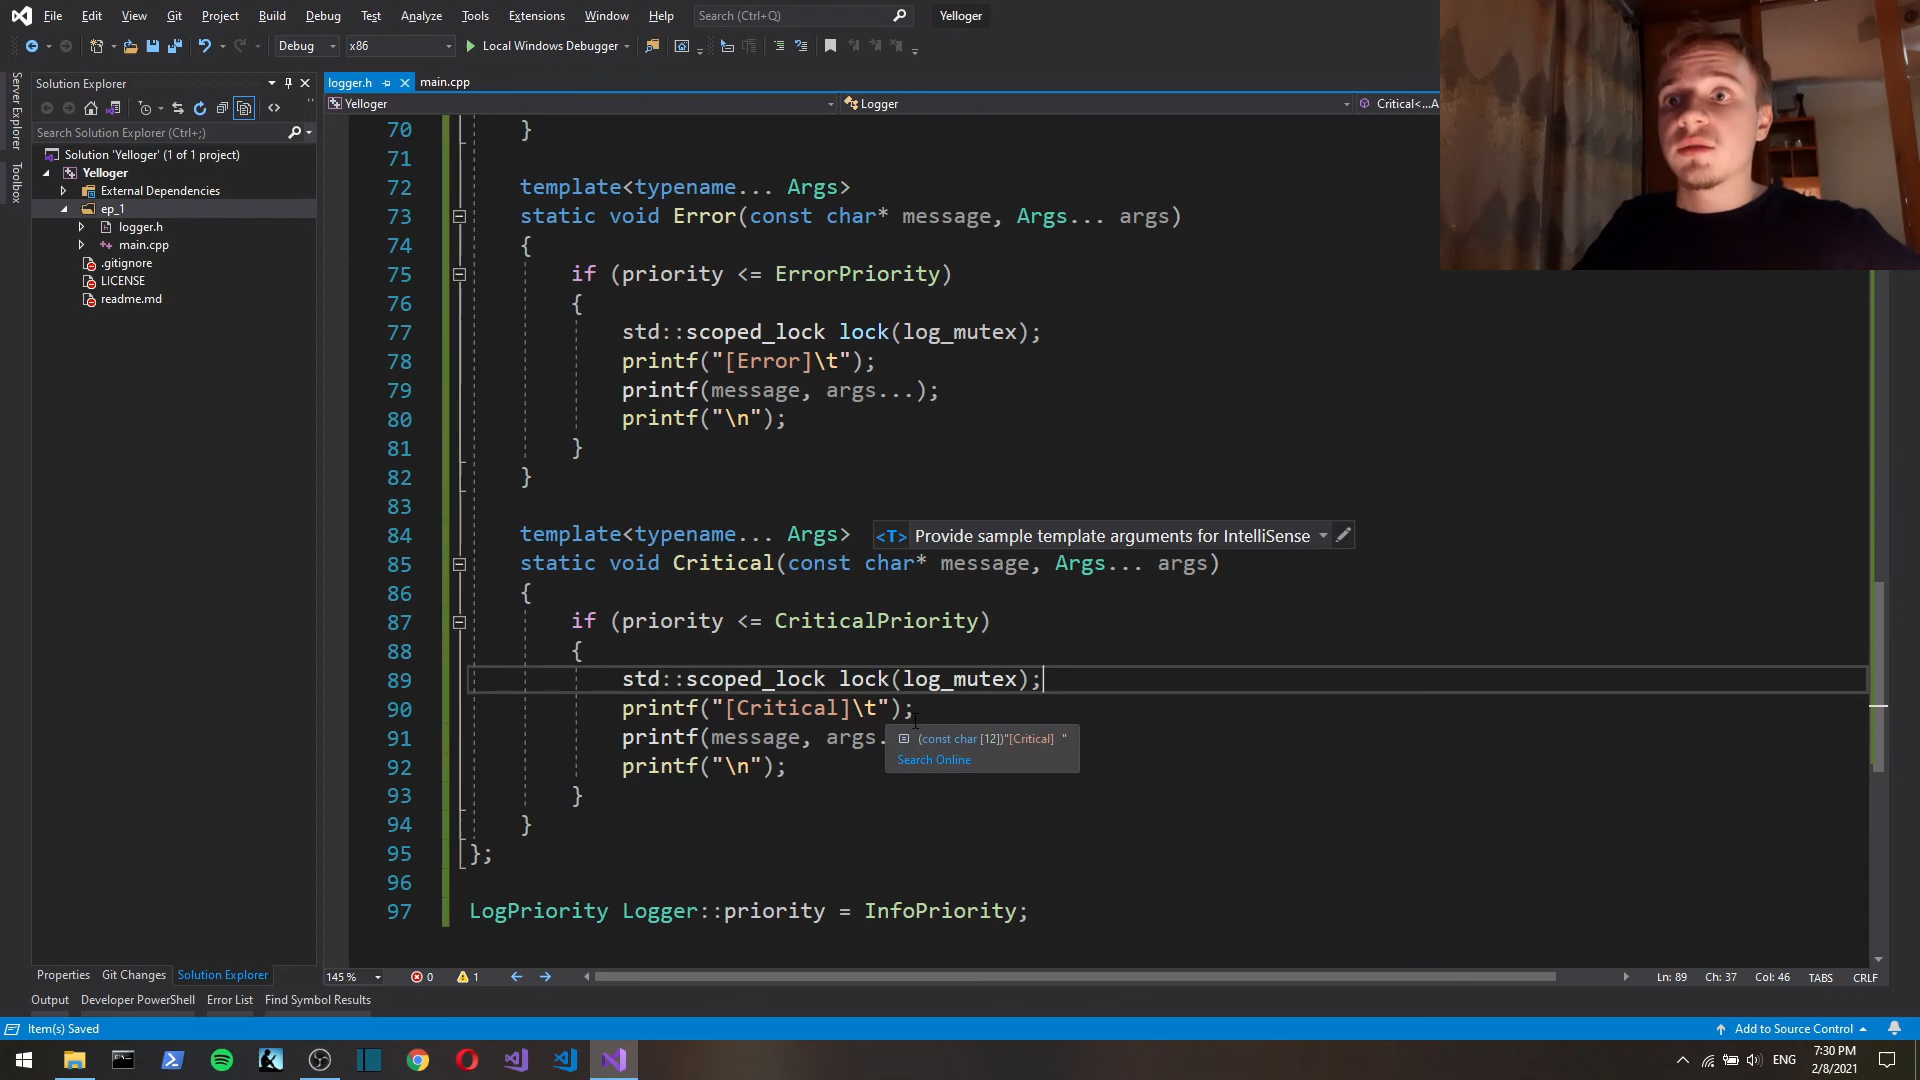 File Edit View Git Project Build Debug Test Analyze Tools Extensions Window Help Search (Ctrl+Q) Yelloger
Debug x86 Local Windows Debugger
Server Explorer
Toolbox
Solution Explorer
Search Solution Explorer (Ctrl+;)
Solution 'Yelloger' (1 of 1 project)
Yelloger
External Dependencies
ep_1
logger.h
main.cpp
.gitignore
LICENSE
readme.md
logger.h main.cpp
Yelloger Logger Critical<...A
70 }
71
72 template<typename... Args>
73 static void Error(const char* message, Args... args)
74 {
75 if (priority <= ErrorPriority)
76 {
77 std::scoped_lock lock(log_mutex);
78 printf("[Error]\t");
79 printf(message, args...);
80 printf("\n");
81 }
82 }
83
84 template<typename... Args> <T> Provide sample template arguments for IntelliSense
85 static void Critical(const char* message, Args... args)
86 {
87 if (priority <= CriticalPriority)
88 {
89 std::scoped_lock lock(log_mutex);
90 printf("[Critical]\t");
91 printf(message, args.
(const char [12])"[Critical] "
Search Online
92 printf("\n");
93 }
94 }
95 };
96
97 LogPriority Logger::priority = InfoPriority;
145 % 0 1 Ln: 89 Ch: 37 Col: 46 TABS CRLF
Properties Git Changes Solution Explorer
Output Developer PowerShell Error List Find Symbol Results
Item(s) Saved Add to Source Control
ENG 7:30 PM
2/8/2021